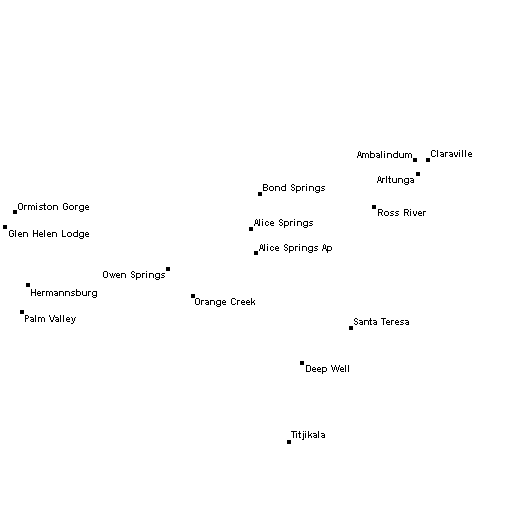 Ambalindum
Claraville
Arltunga
Bond Springs
Ormiston Gorge
Ross River
Alice Springs
Glen Helen Lodge
Alice Springs Ap
Owen Springs
Hermannsburg
Orange Creek
Palm Valley
Santa Teresa
Deep Well
Titjikala